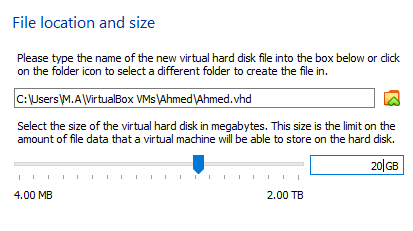 File location and size
Please type the name of the new virtual hard disk file into the box below or click
on the folder icon to select a different folder to create the file in.
C:\Users\M.A\VirtualBox VMs\Ahmed\Ahmed.vhd
Select the size of the virtual hard disk in megabytes. This size is the limit on the
amount of file data that a virtual machine will be able to store on the hard disk.
20 GB
4.00 MB 2.00 TB